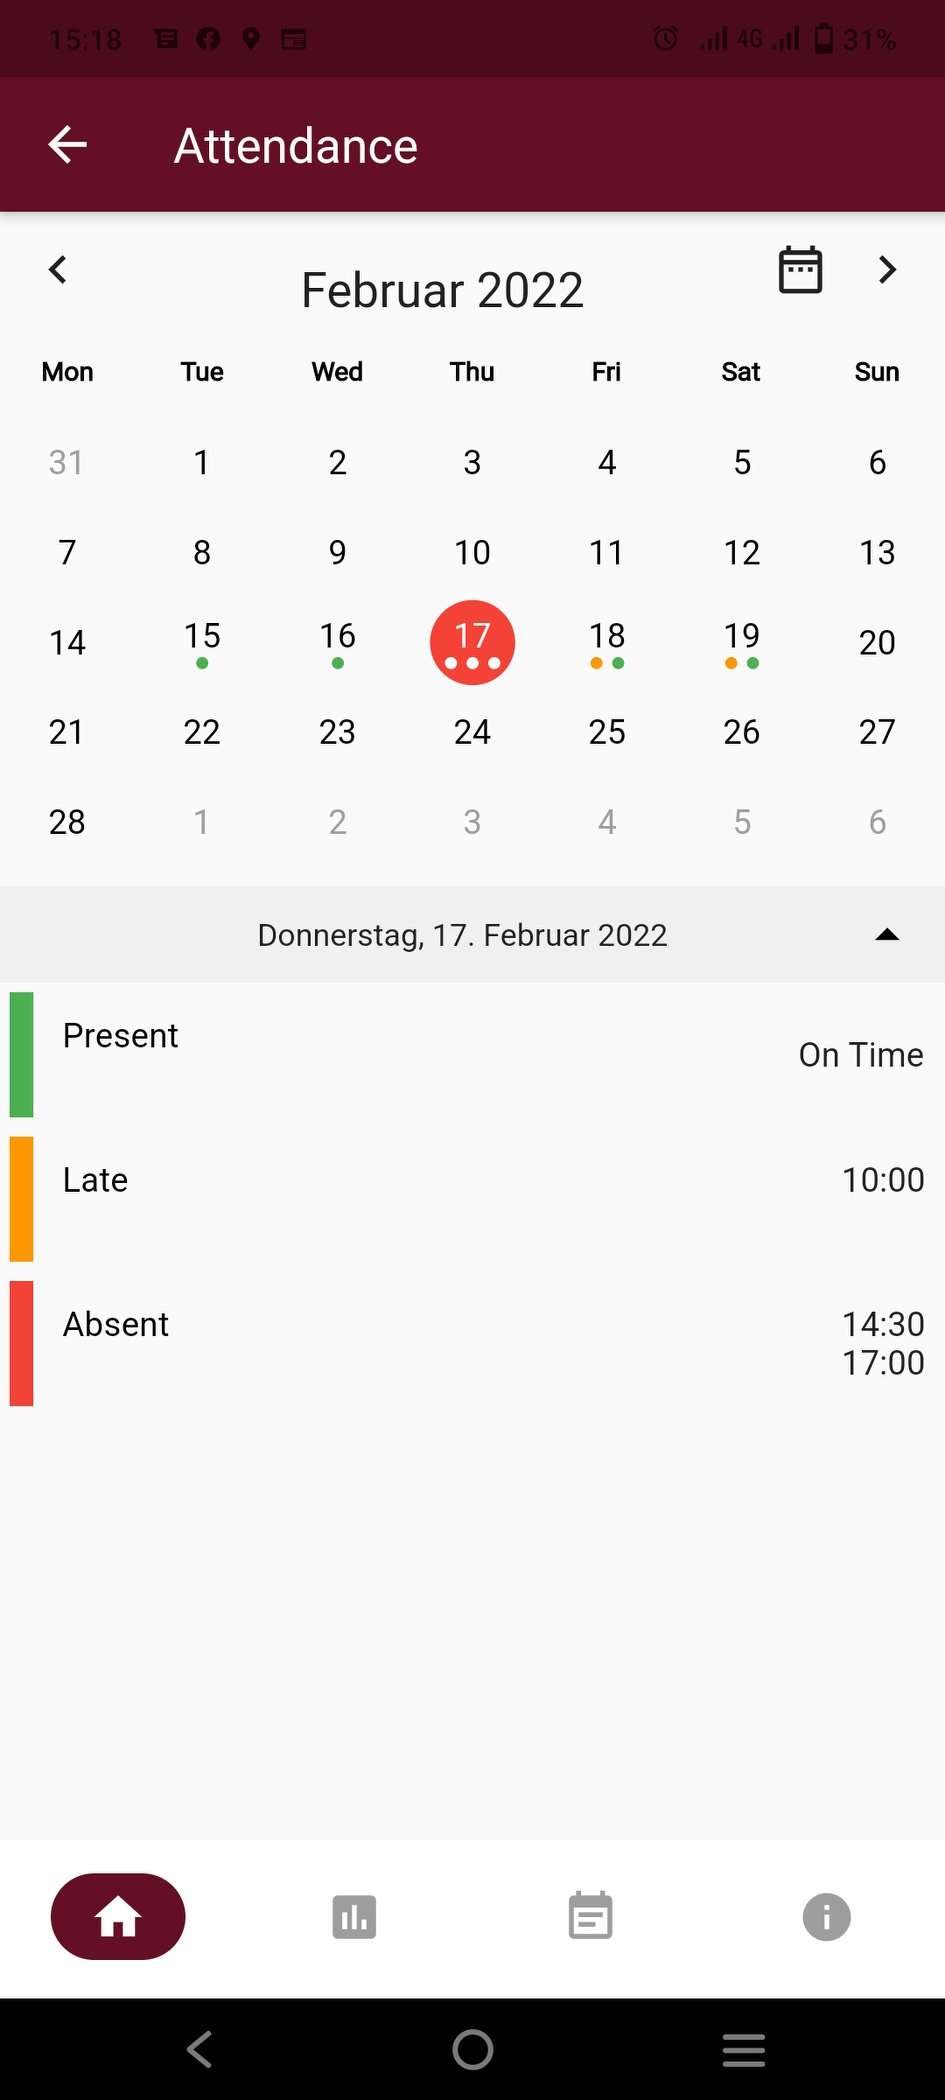 15:18 4G 31%
Attendance
Februar 2022
Mon Tue Wed Thu Fri Sat Sun
31 1 2 3 4 5 6
7 8 9 10 11 12 13
14 15 16 17 18 19 20
21 22 23 24 25 26 27
28 1 2 3 4 5 6
Donnerstag, 17. Februar 2022
Present
On Time
Late 10:00
Absent 14:30
17:00